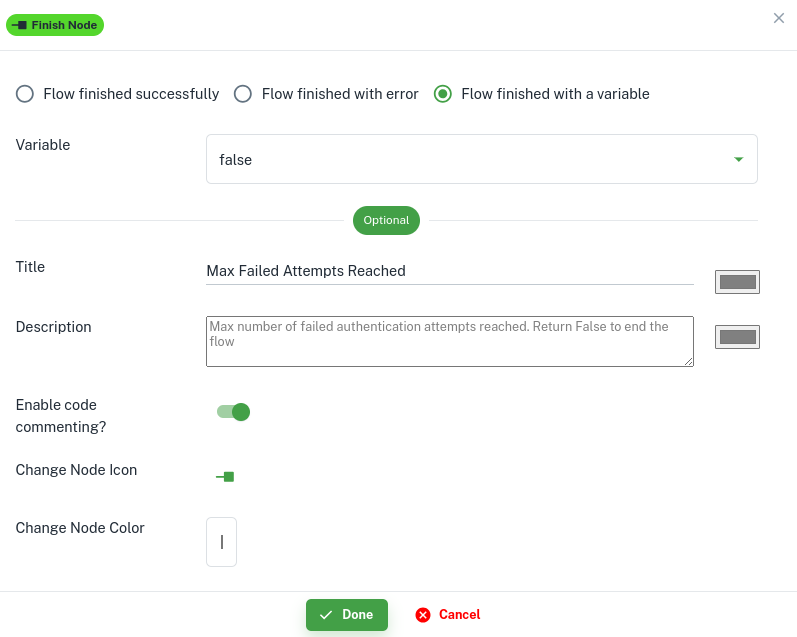 Finish Node
Flow finished successfully Flow finished with error Flow finished with a variable
Variable
false
Optional
Title
Max Failed Attempts Reached
Description
Max number of failed authentication attempts reached. Return False to end the
flow
Enable code
commenting?
Change Node Icon
Change Node Color
Done Cancel